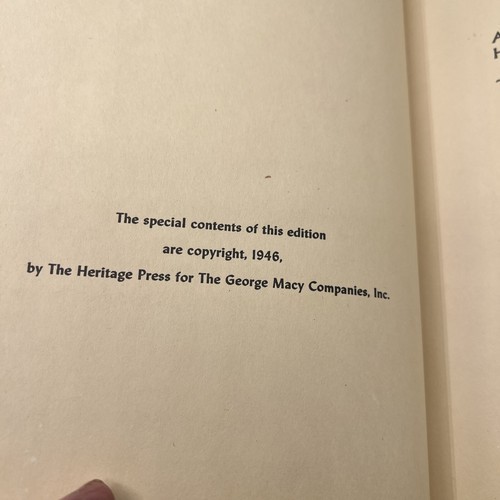 The special contents of this edition
are copyright, 1946,
by The Heritage Press for The George Macy Companies, Inc.